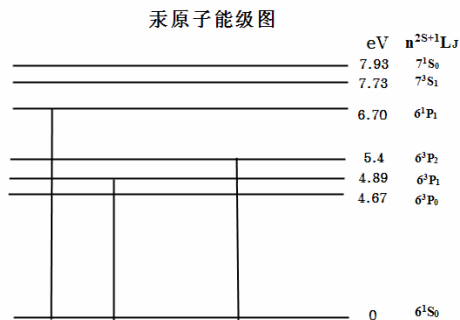 汞原子能级图
eV n²ˢ⁺¹Lᴊ
7.93 7¹S₀
7.73 7³S₁
6.70 6¹P₁
5.4 6³P₂
4.89 6³P₁
4.67 6³P₀
0 6¹S₀